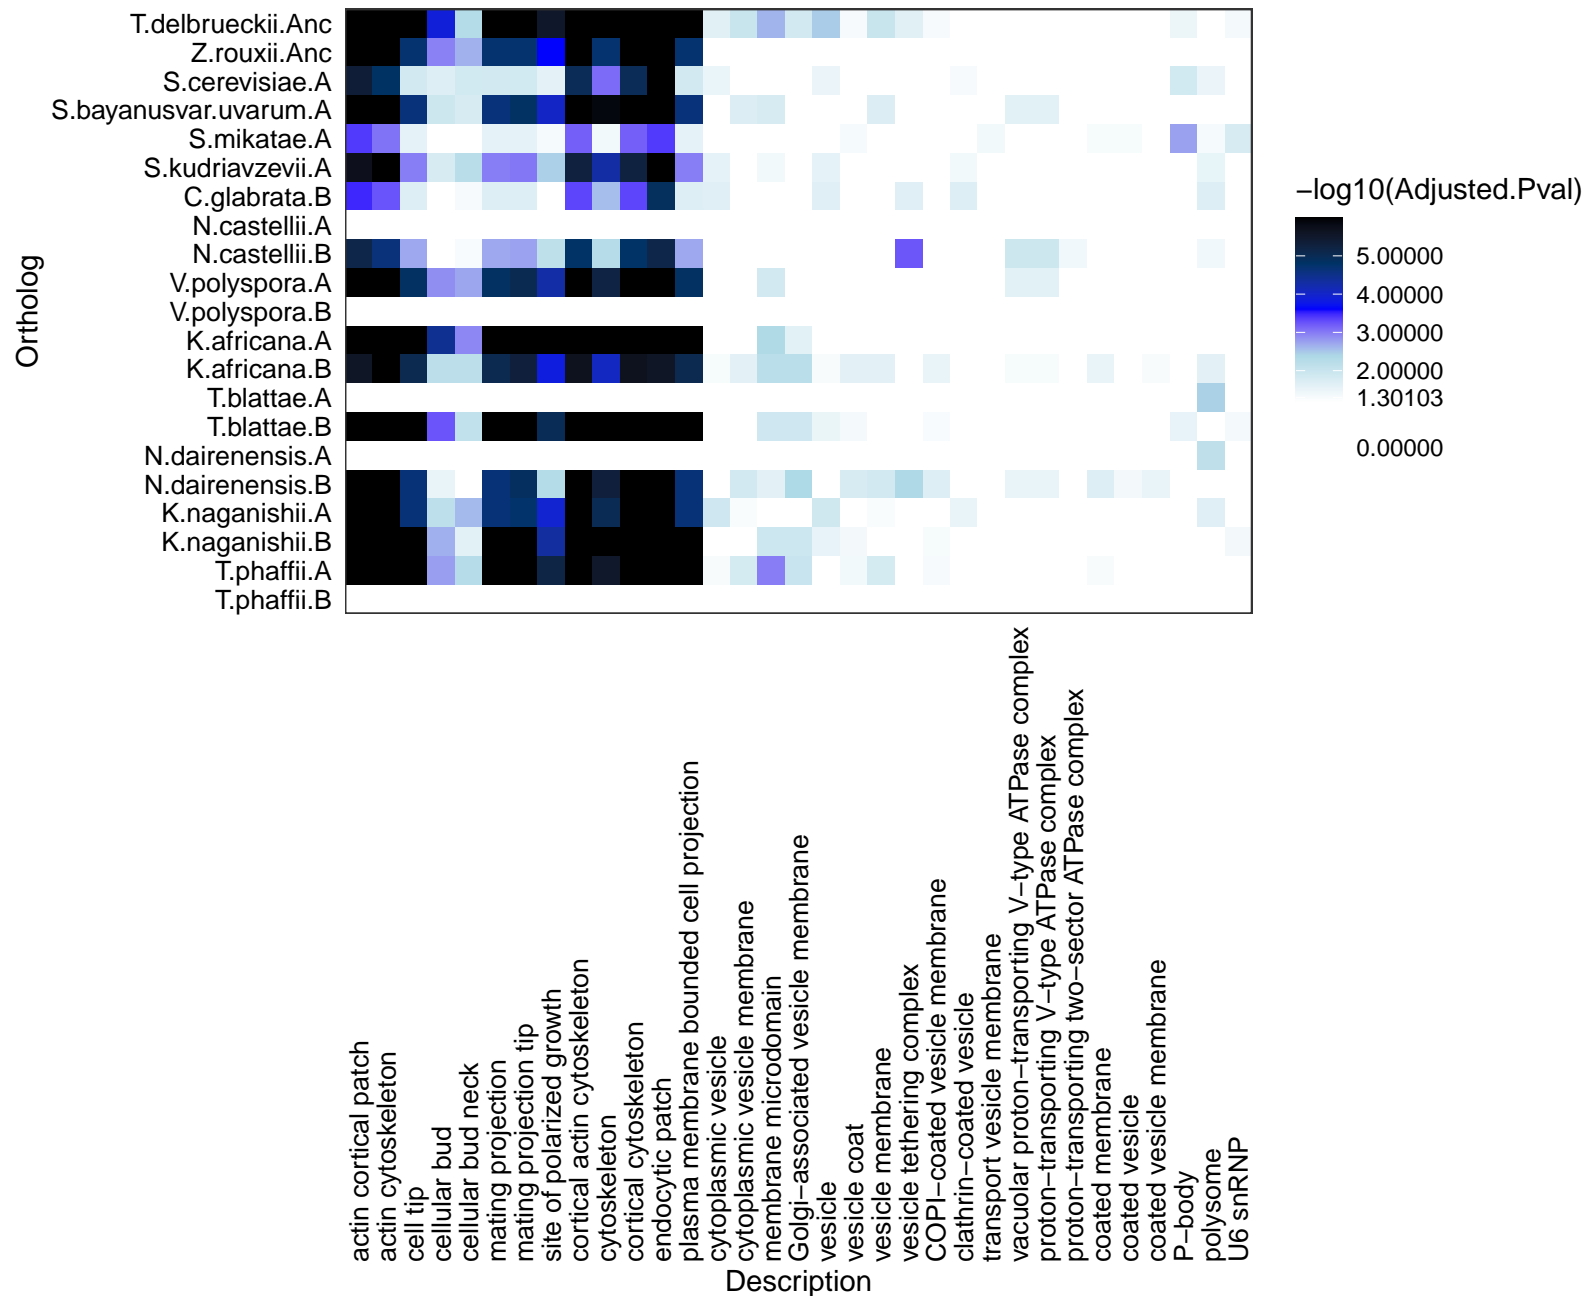 T.delbrueckii.Anc
Z.rouxii.Anc
S.cerevisiae.A
S.bayanusvar.uvarum.A
S.mikatae.A
S.kudriavzevii.A
C.glabrata.B
N.castellii.A
N.castellii.B
V.polyspora.A
V.polyspora.B
K.africana.A
K.africana.B
T.blattae.A
T.blattae.B
N.dairenensis.A
N.dairenensis.B
K.naganishii.A
K.naganishii.B
T.phaffii.A
T.phaffii.B
Ortholog
−log10(Adjusted.Pval)
5.00000
4.00000
3.00000
2.00000
1.30103
0.00000
actin cortical patch
actin cytoskeleton
cell tip
cellular bud
cellular bud neck
mating projection
mating projection tip
site of polarized growth
cortical actin cytoskeleton
cytoskeleton
cortical cytoskeleton
endocytic patch
plasma membrane bounded cell projection
cytoplasmic vesicle
cytoplasmic vesicle membrane
membrane microdomain
Golgi−associated vesicle membrane
vesicle
vesicle coat
vesicle membrane
vesicle tethering complex
COPI−coated vesicle membrane
clathrin−coated vesicle
transport vesicle membrane
vacuolar proton−transporting V−type ATPase complex
proton−transporting V−type ATPase complex
proton−transporting two−sector ATPase complex
coated membrane
coated vesicle
coated vesicle membrane
P−body
polysome
U6 snRNP
Description